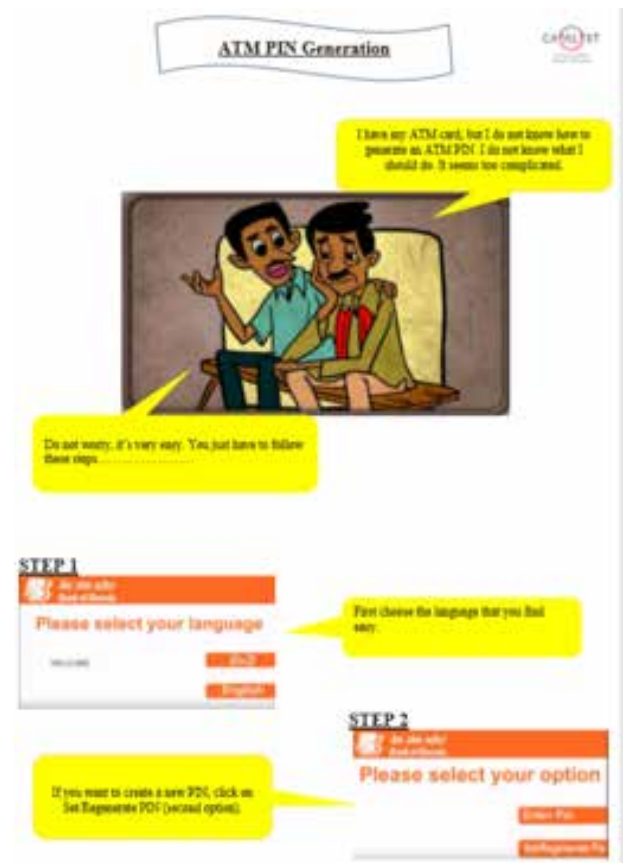 ATM PIN Generation
CATALYST
I have my ATM card, but I do not know how to
generate an ATM PIN. I do not know what I
should do. It seems too complicated.
Do not worry, it's very easy. You just have to follow
these steps.....................
STEP 1
Bank of Baroda
Please select your language
English
First choose the language that you find
easy.
STEP 2
Bank of Baroda
Please select your option
Enter Pin
Set/Regenerate Pin
If you want to create a new PIN, click on
Set/Regenerate PIN (second option).